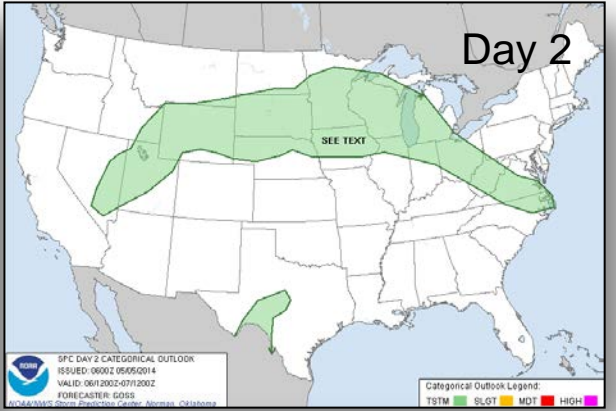 Day 2
SEE TEXT
NOAA
SPC DAY 2 CATEGORICAL OUTLOOK
ISSUED: 0600Z 05/05/2014
VALID: 06/1200Z-07/1200Z
FORECASTER: GOSS
NOAA/NWS Storm Prediction Center, Norman, Oklahoma
Categorical Outlook Legend:
TSTM SLGT MDT HIGH